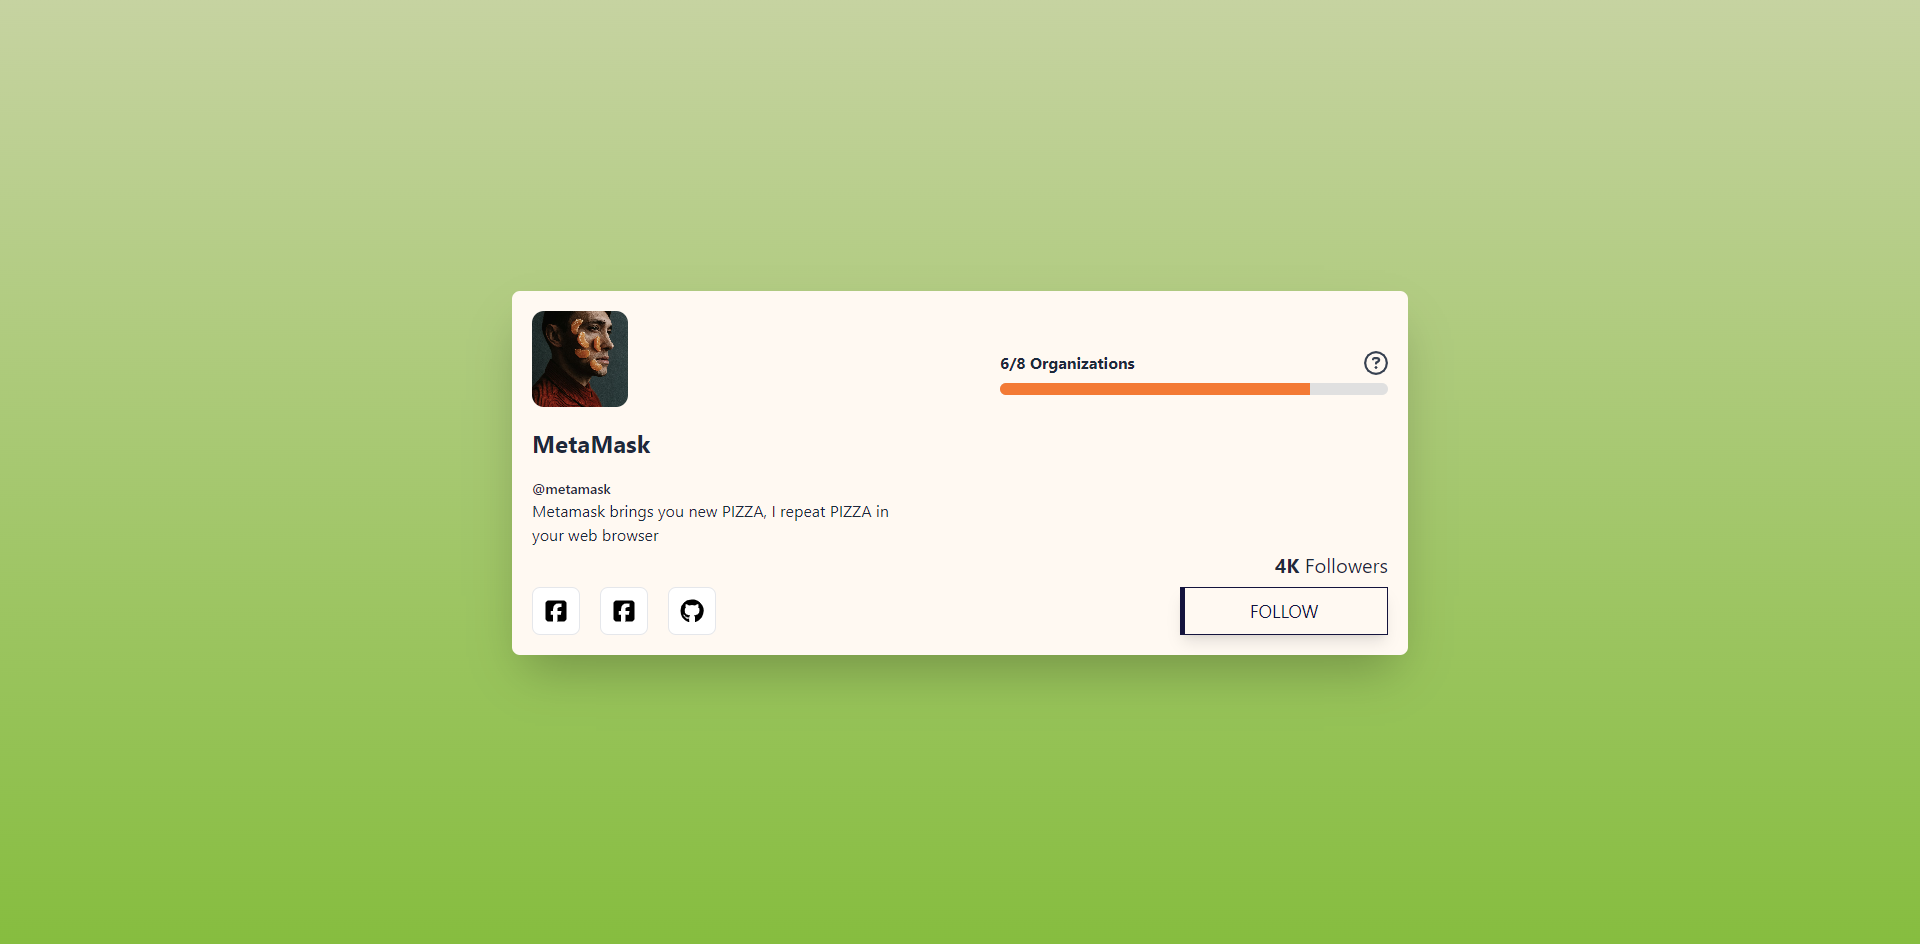 6/8 Organizations
MetaMask
@metamask
Metamask brings you new PIZZA, I repeat PIZZA in
your web browser
4K Followers
FOLLOW